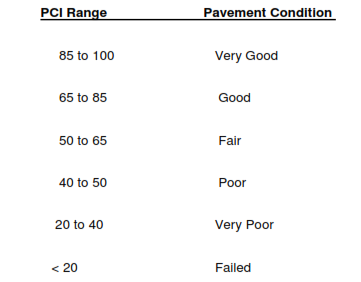 PCI Range Pavement Condition
85 to 100 Very Good
65 to 85 Good
50 to 65 Fair
40 to 50 Poor
20 to 40 Very Poor
< 20 Failed